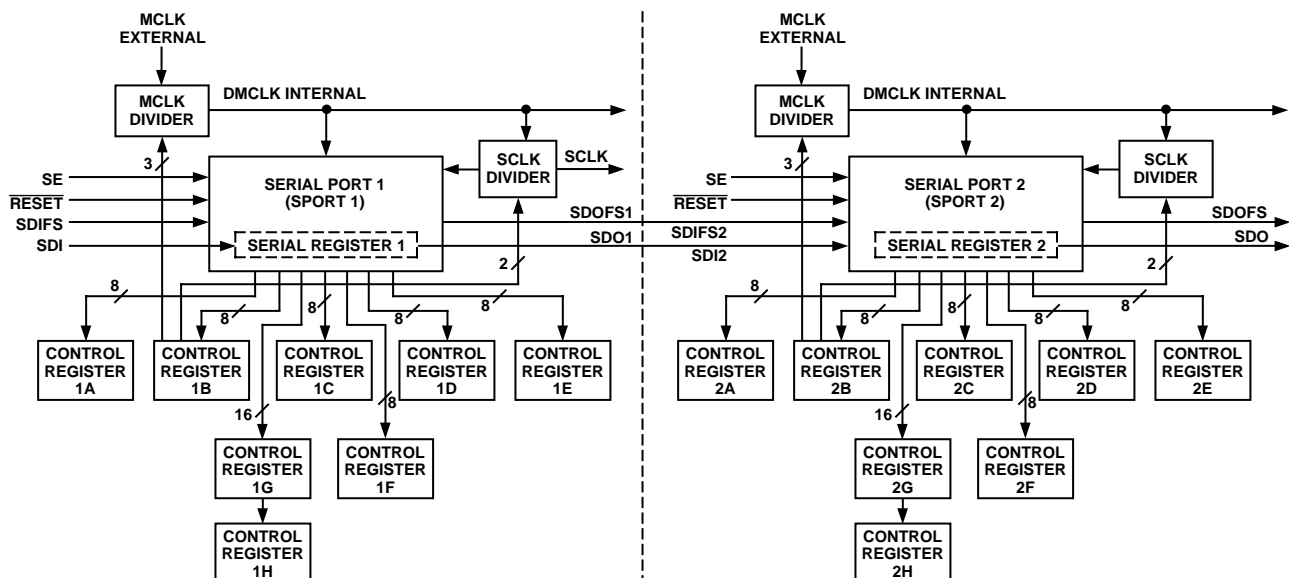 MCLK
EXTERNAL
MCLK
DIVIDER
DMCLK INTERNAL
3
SE
RESET
SDIFS
SDI
SERIAL PORT 1
(SPORT 1)
SERIAL REGISTER 1
SCLK
DIVIDER
SCLK
SDOFS1
SDO1
2
8
8
8
8
8
CONTROL
REGISTER
1A
CONTROL
REGISTER
1B
CONTROL
REGISTER
1C
CONTROL
REGISTER
1D
CONTROL
REGISTER
1E
16
8
CONTROL
REGISTER
1G
CONTROL
REGISTER
1F
CONTROL
REGISTER
1H
MCLK
EXTERNAL
MCLK
DIVIDER
DMCLK INTERNAL
3
SE
RESET
SDIFS2
SDI2
SERIAL PORT 2
(SPORT 2)
SERIAL REGISTER 2
SCLK
DIVIDER
SDOFS
SDO
2
8
8
8
8
8
CONTROL
REGISTER
2A
CONTROL
REGISTER
2B
CONTROL
REGISTER
2C
CONTROL
REGISTER
2D
CONTROL
REGISTER
2E
16
8
CONTROL
REGISTER
2G
CONTROL
REGISTER
2F
CONTROL
REGISTER
2H